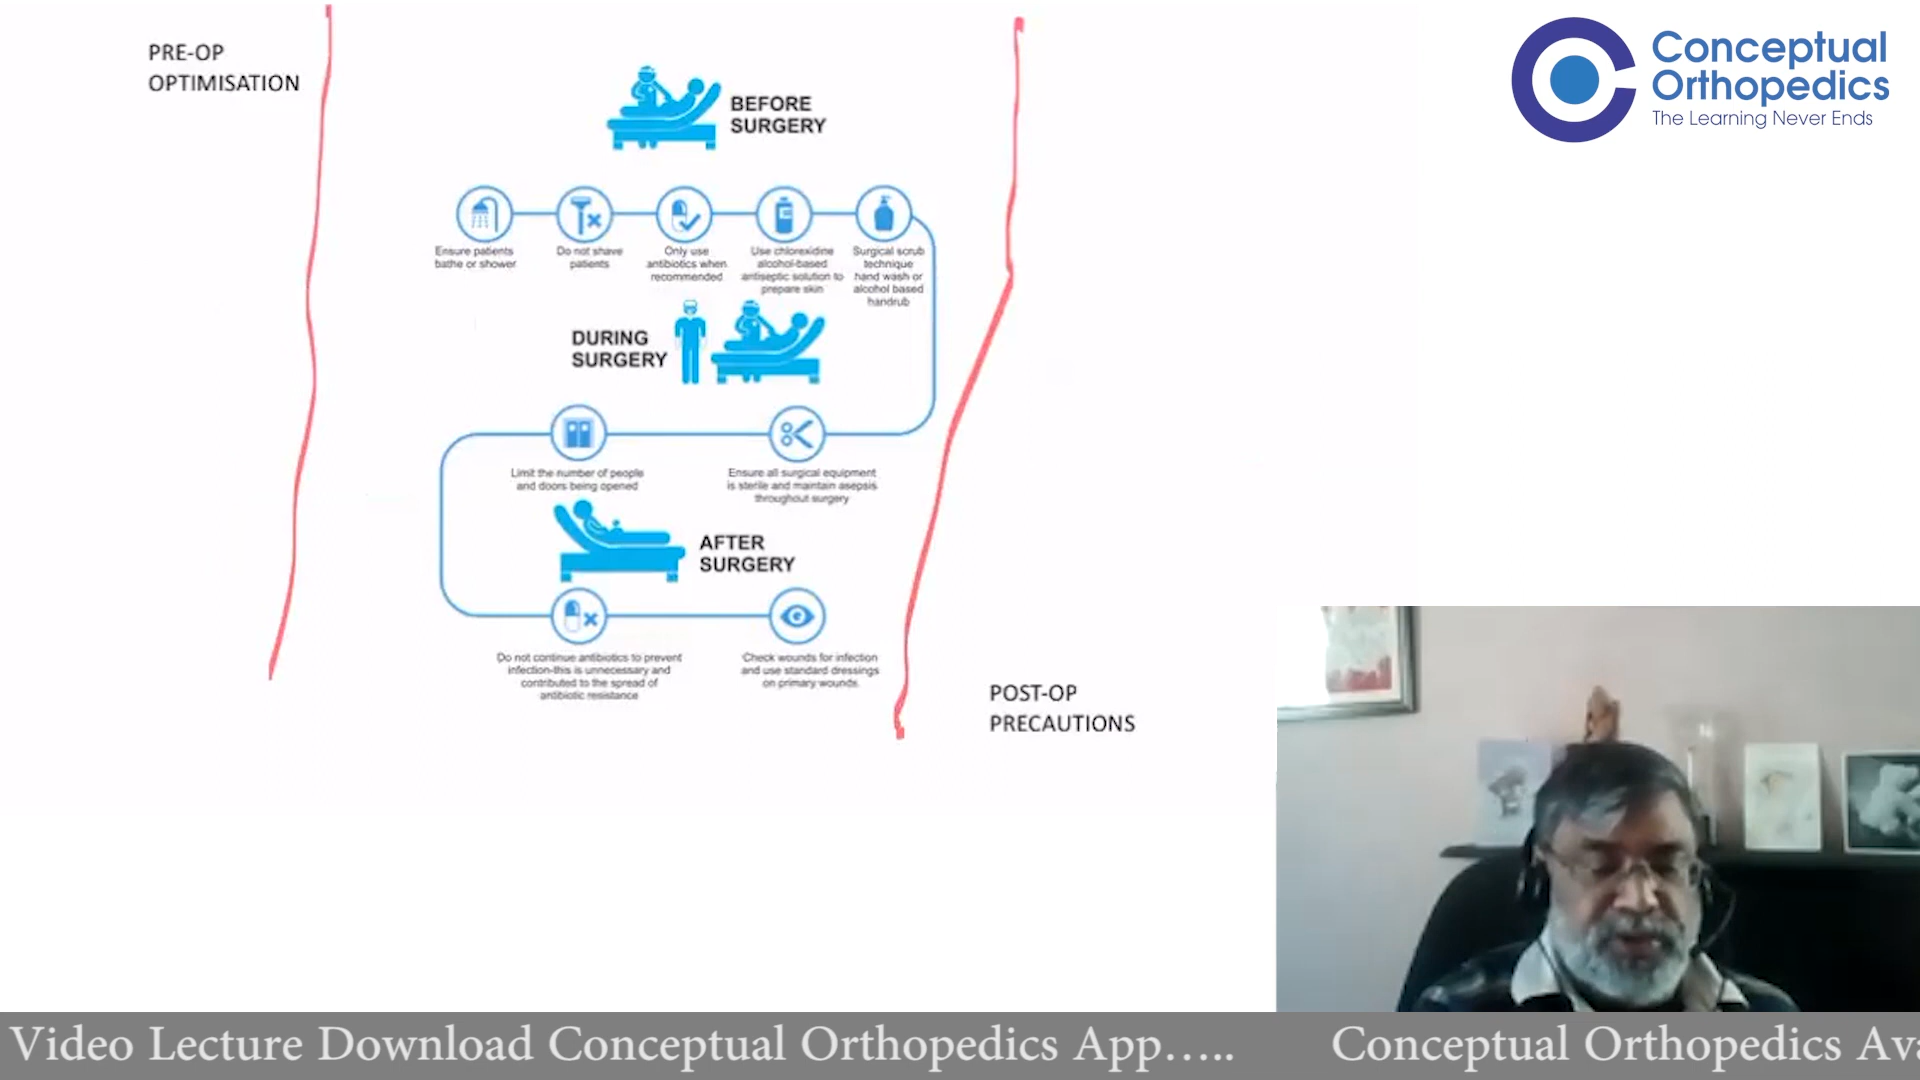 PRE-OP
OPTIMISATION
Conceptual
Orthopedics
The Learning Never Ends
BEFORE
SURGERY
Ensure patients
bathe or shower
Do not shave
patients
Only use
antibiotics when
recommended
Use chlorexidine
alcohol-based
antiseptic solution to
prepare skin
Surgical scrub
technique
hand wash or
alcohol based
handrub
DURING
SURGERY
Limit the number of people
and doors being opened
Ensure all surgical equipment
is sterile and maintain asepsis
throughout surgery
AFTER
SURGERY
Do not continue antibiotics to prevent
infection-this is unnecessary and
contributed to the spread of
antibiotic resistance
Check wounds for infection
and use standard dressings
on primary wounds.
POST-OP
PRECAUTIONS
Video Lecture Download Conceptual Orthopedics App..... Conceptual Orthopedics Ava